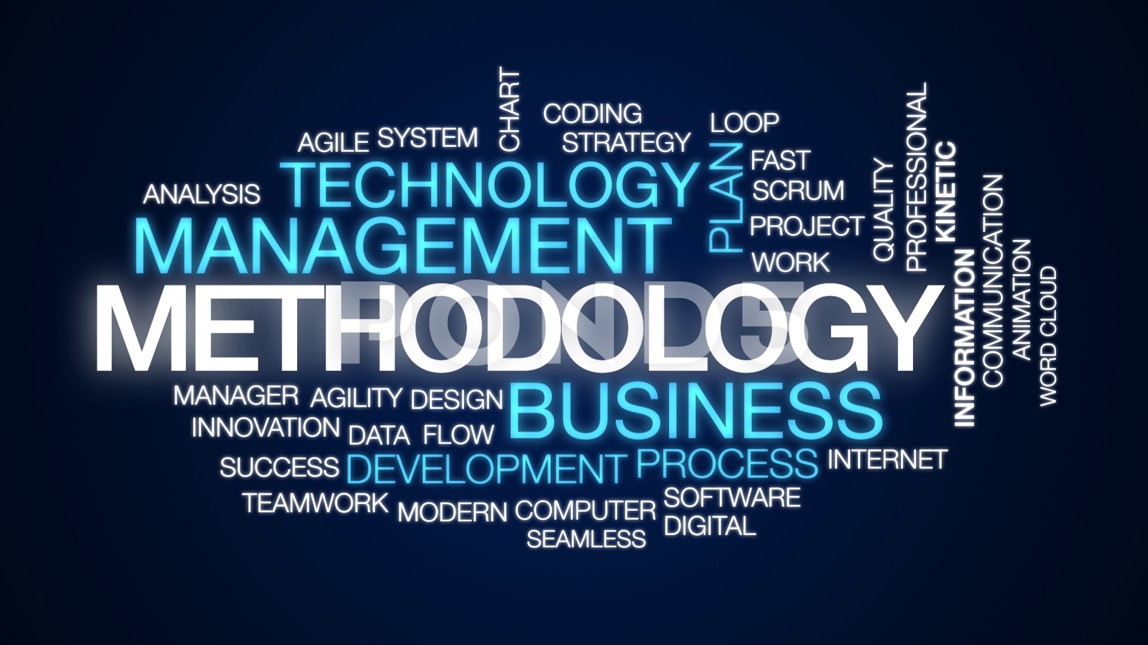 CHART
CODING
LOOP
AGILE SYSTEM
STRATEGY
ANALYSIS
TECHNOLOGY
PLAN
FAST
SCRUM
PROJECT
WORK
QUALITY
PROFESSIONAL
KINETIC
MANAGEMENT
METHODOLOGY
POND5
INFORMATION
COMMUNICATION
ANIMATION
WORD CLOUD
MANAGER AGILITY DESIGN
BUSINESS
INNOVATION DATA FLOW
SUCCESS DEVELOPMENT PROCESS INTERNET
TEAMWORK MODERN COMPUTER SOFTWARE
SEAMLESS DIGITAL